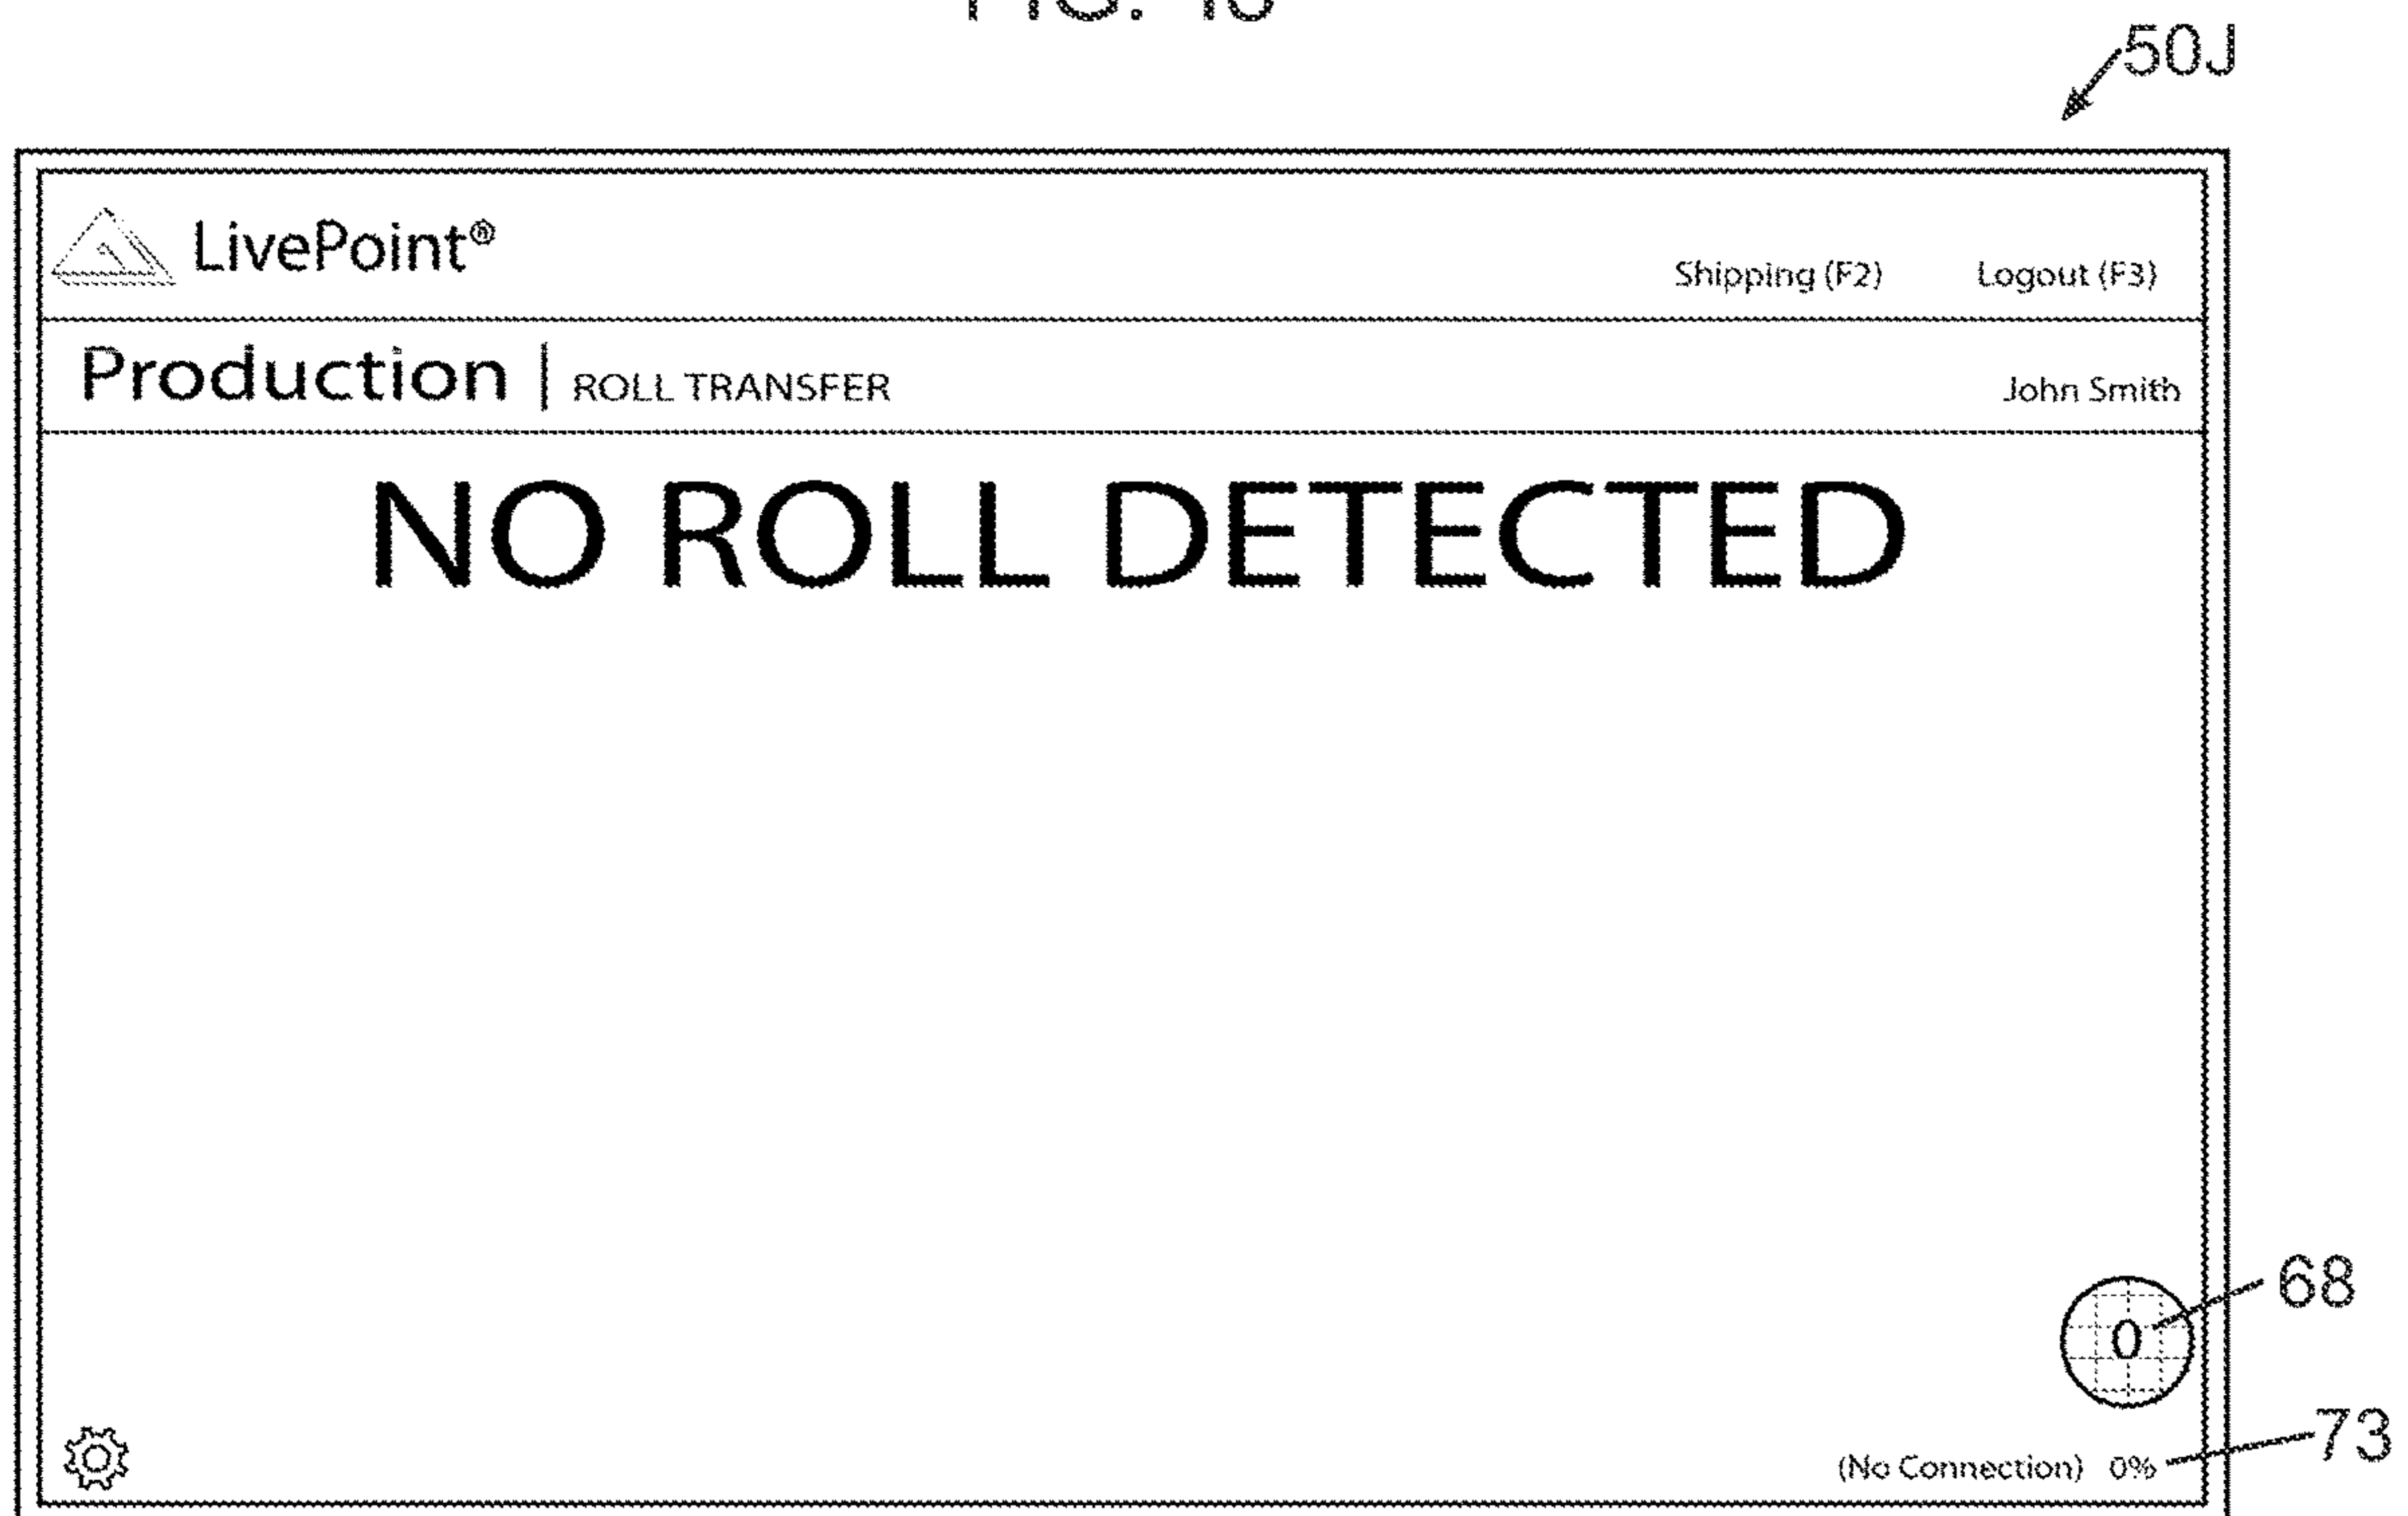 50J
LivePoint®
Shipping (F2) Logout (F3)
Production | ROLL TRANSFER John Smith
NO ROLL DETECTED
0
68
(No Connection) 0%
73